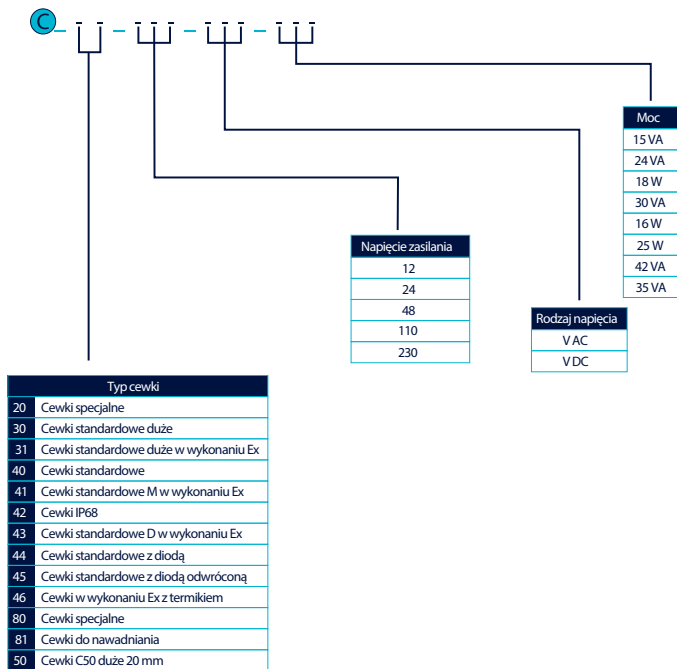 C _ _ _ – _ _ _ – _ _ _ – _ _ _
Moc
15 VA
24 VA
18 W
30 VA
16 W
25 W
42 VA
35 VA
Napięcie zasilania
12
24
48
110
230
Rodzaj napięcia
V AC
V DC
Typ cewki
20 Cewki specjalne
30 Cewki standardowe duże
31 Cewki standardowe duże w wykonaniu Ex
40 Cewki standardowe
41 Cewki standardowe M w wykonaniu Ex
42 Cewki IP68
43 Cewki standardowe D w wykonaniu Ex
44 Cewki standardowe z diodą
45 Cewki standardowe z diodą odwróconą
46 Cewki w wykonaniu Ex z termikiem
80 Cewki specjalne
81 Cewki do nawadniania
50 Cewki C50 duże 20 mm